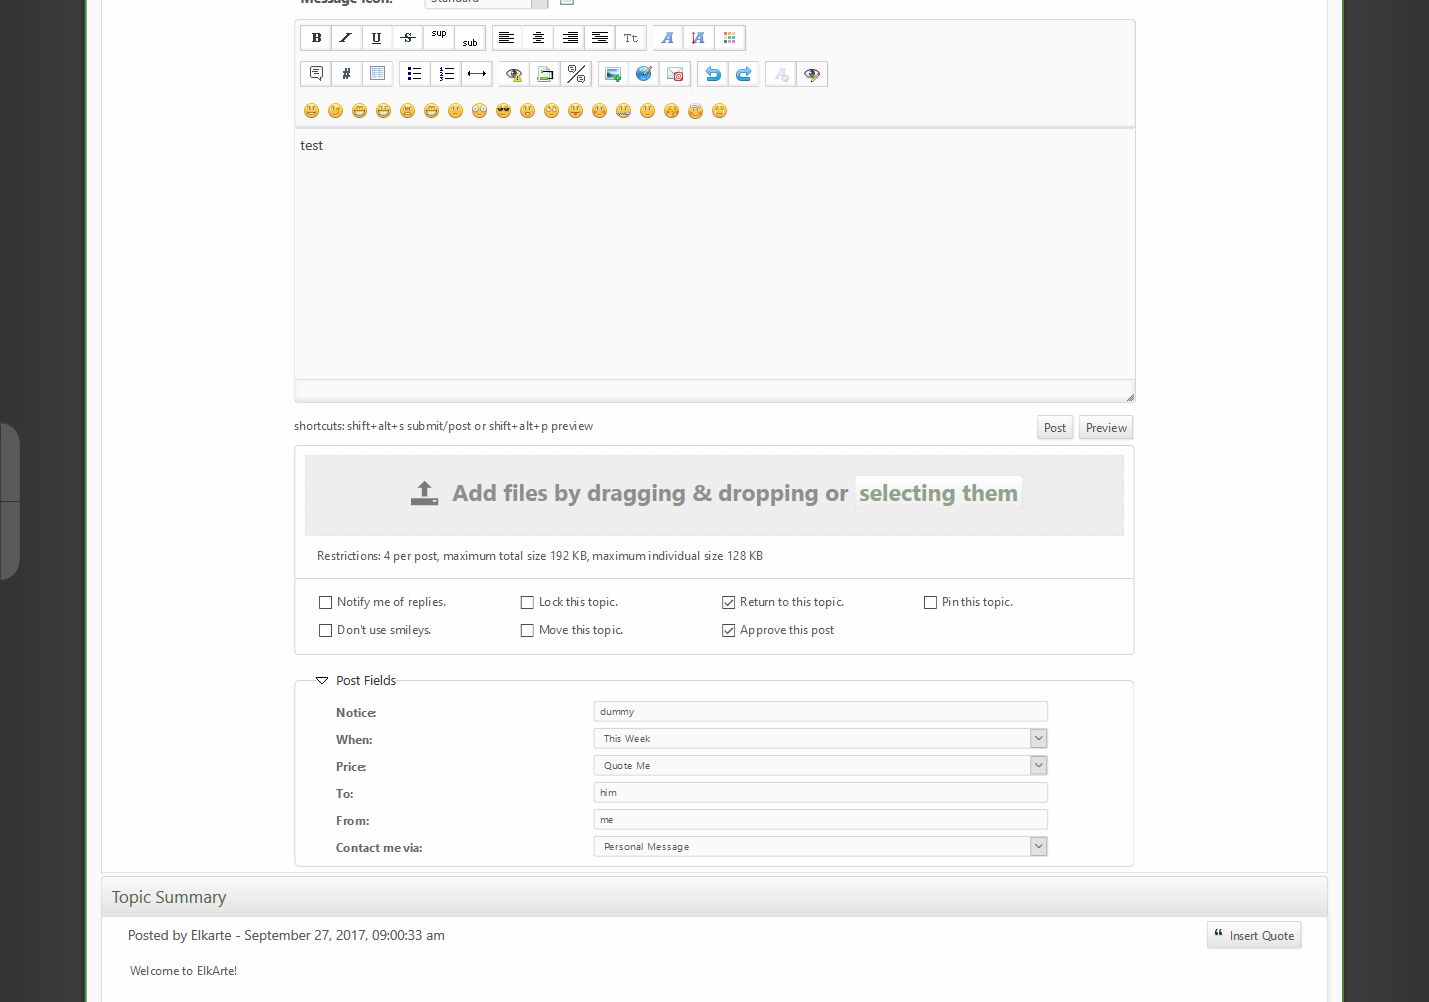 Message Icon: Standard
B I U S sup sub Tt A A
#
test
shortcuts: shift+alt+s submit/post or shift+alt+p preview
Post Preview
Add files by dragging & dropping or selecting them
Restrictions: 4 per post, maximum total size 192 KB, maximum individual size 128 KB
Notify me of replies. Lock this topic. Return to this topic. Pin this topic.
Don't use smileys. Move this topic. Approve this post
Post Fields
Notice: dummy
When: This Week
Price: Quote Me
To: him
From: me
Contact me via: Personal Message
Topic Summary
Posted by Elkarte - September 27, 2017, 09:00:33 am
“ Insert Quote
Welcome to ElkArte!